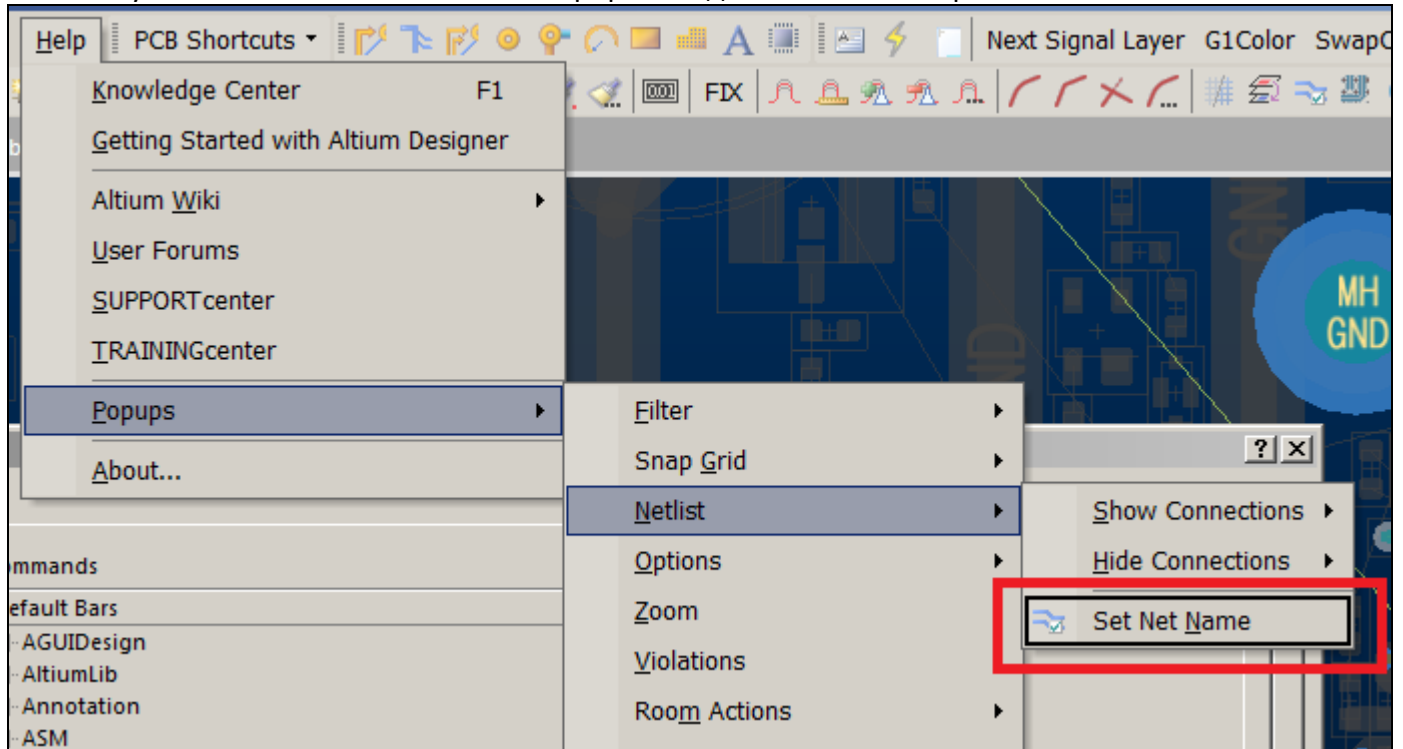 Help PCB Shortcuts A Next Signal Layer G1Color
Knowledge Center F1 FIX
Getting Started with Altium Designer
Altium Wiki
User Forums
SUPPORTcenter
TRAININGcenter
Popups
About...
Filter
Snap Grid
Netlist
Options
Zoom
Violations
Room Actions
Show Connections
Hide Connections
Set Net Name
GND
MH
GND
Bars
AGUIDesign
AltiumLib
Annotation
ASM